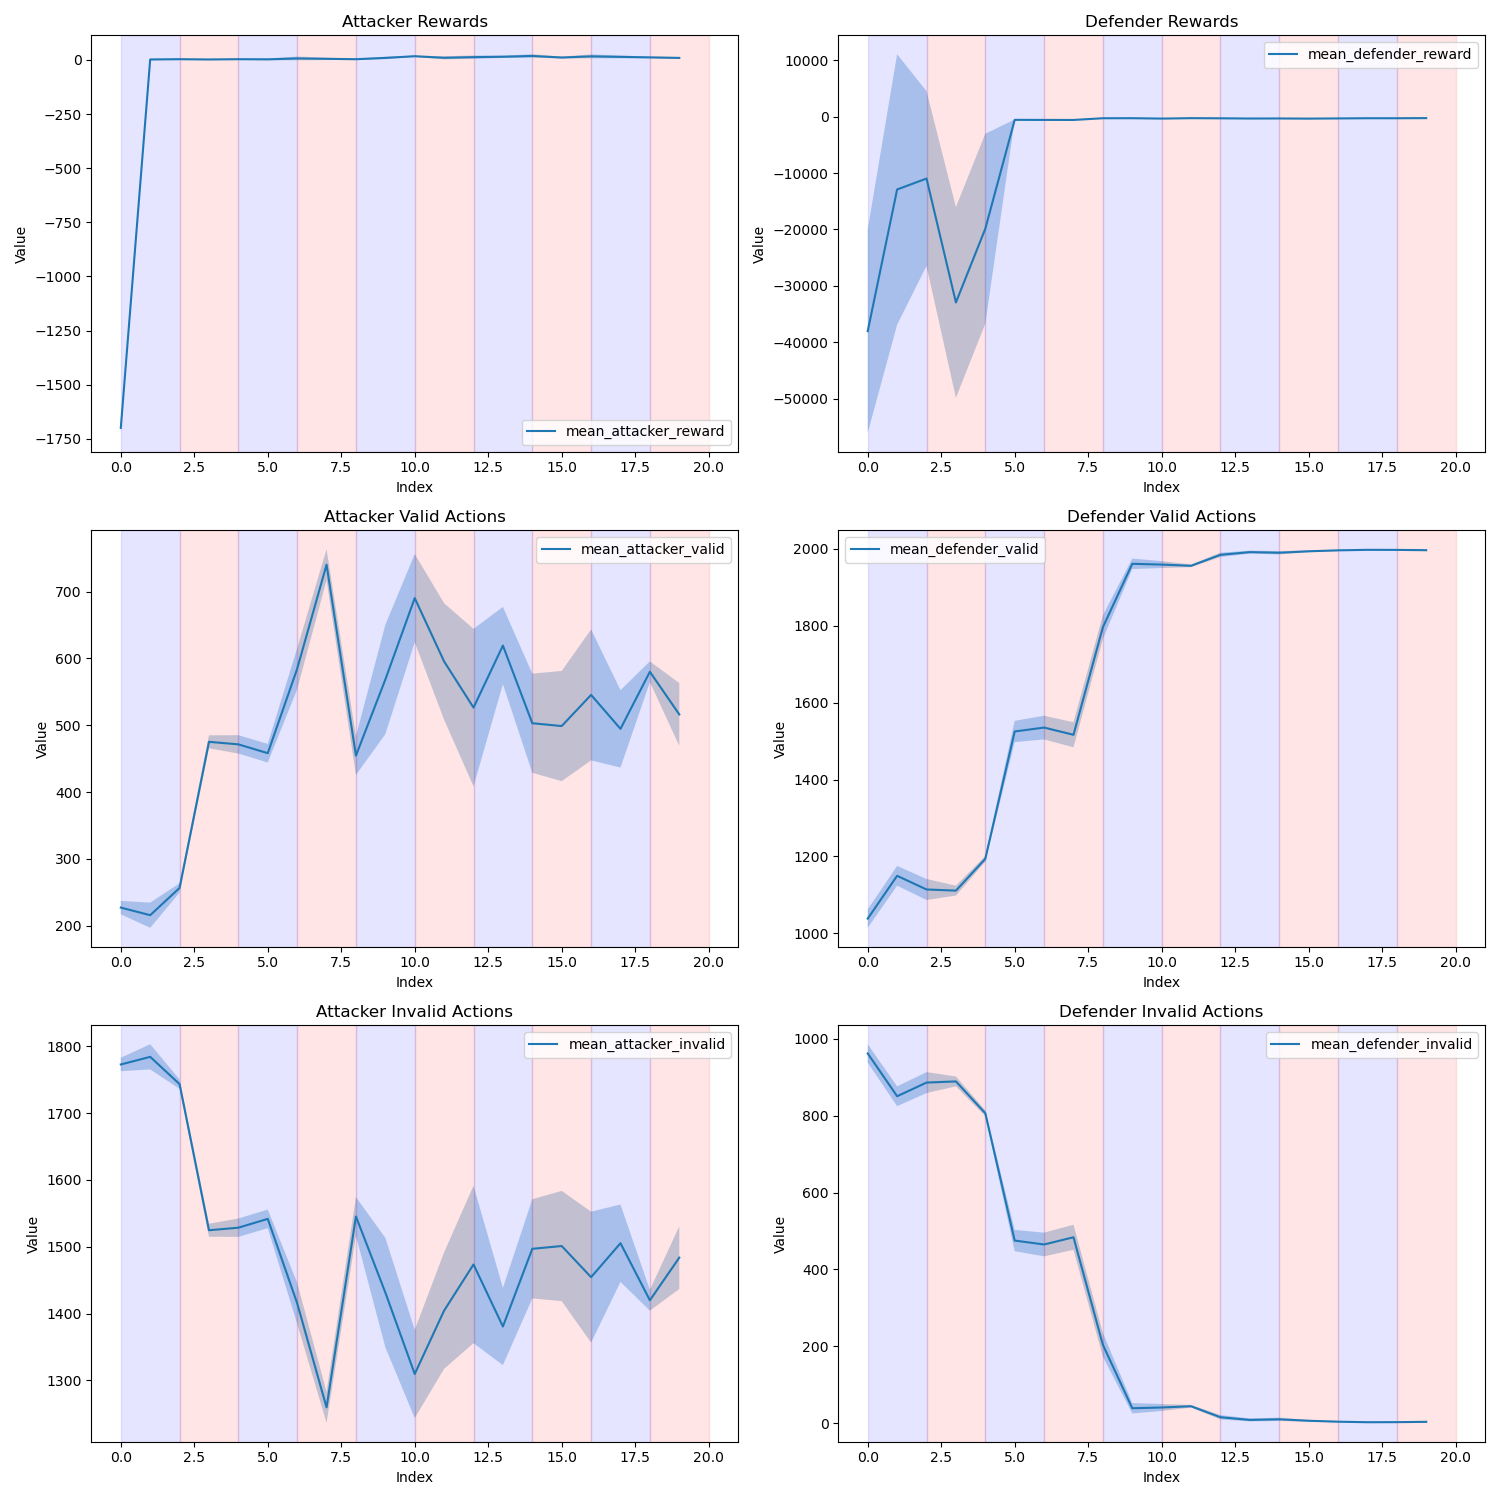 Attacker Rewards
Value
0
−250
−500
−750
−1000
−1250
−1500
−1750
mean_attacker_reward
0.0 2.5 5.0 7.5 10.0 12.5 15.0 17.5 20.0
Index
Defender Rewards
Value
10000
0
−10000
−20000
−30000
−40000
−50000
mean_defender_reward
0.0 2.5 5.0 7.5 10.0 12.5 15.0 17.5 20.0
Index
Attacker Valid Actions
Value
700
600
500
400
300
200
mean_attacker_valid
0.0 2.5 5.0 7.5 10.0 12.5 15.0 17.5 20.0
Index
Defender Valid Actions
Value
2000
1800
1600
1400
1200
1000
mean_defender_valid
0.0 2.5 5.0 7.5 10.0 12.5 15.0 17.5 20.0
Index
Attacker Invalid Actions
Value
1800
1700
1600
1500
1400
1300
mean_attacker_invalid
0.0 2.5 5.0 7.5 10.0 12.5 15.0 17.5 20.0
Index
Defender Invalid Actions
Value
1000
800
600
400
200
0
mean_defender_invalid
0.0 2.5 5.0 7.5 10.0 12.5 15.0 17.5 20.0
Index